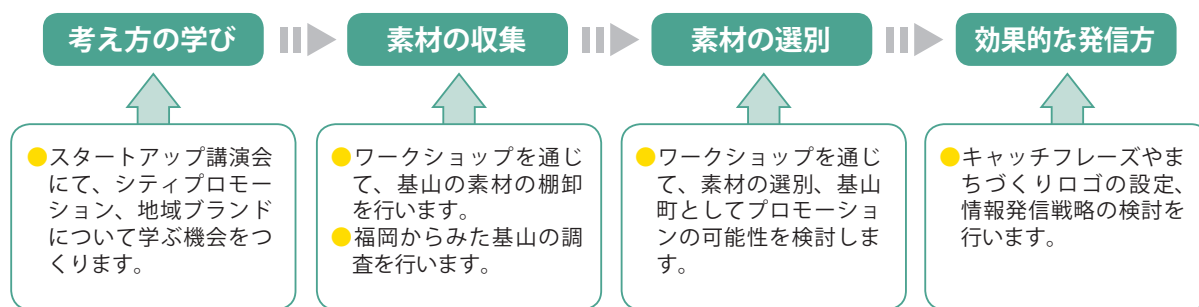 考え方の学び
素材の収集
素材の選別
効果的な発信方
●スタートアップ講演会
にて、シティプロモー
ション、地域ブランド
について学ぶ機会をつ
くります。
●ワークショップを通じ
て、基山の素材の棚卸
を行います。
●福岡からみた基山の調
査を行います。
●ワークショップを通じ
て、素材の選別、基山
町としてプロモーショ
ンの可能性を検討しま
す。
●キャッチフレーズやま
ちづくりロゴの設定、
情報発信戦略の検討を
行います。